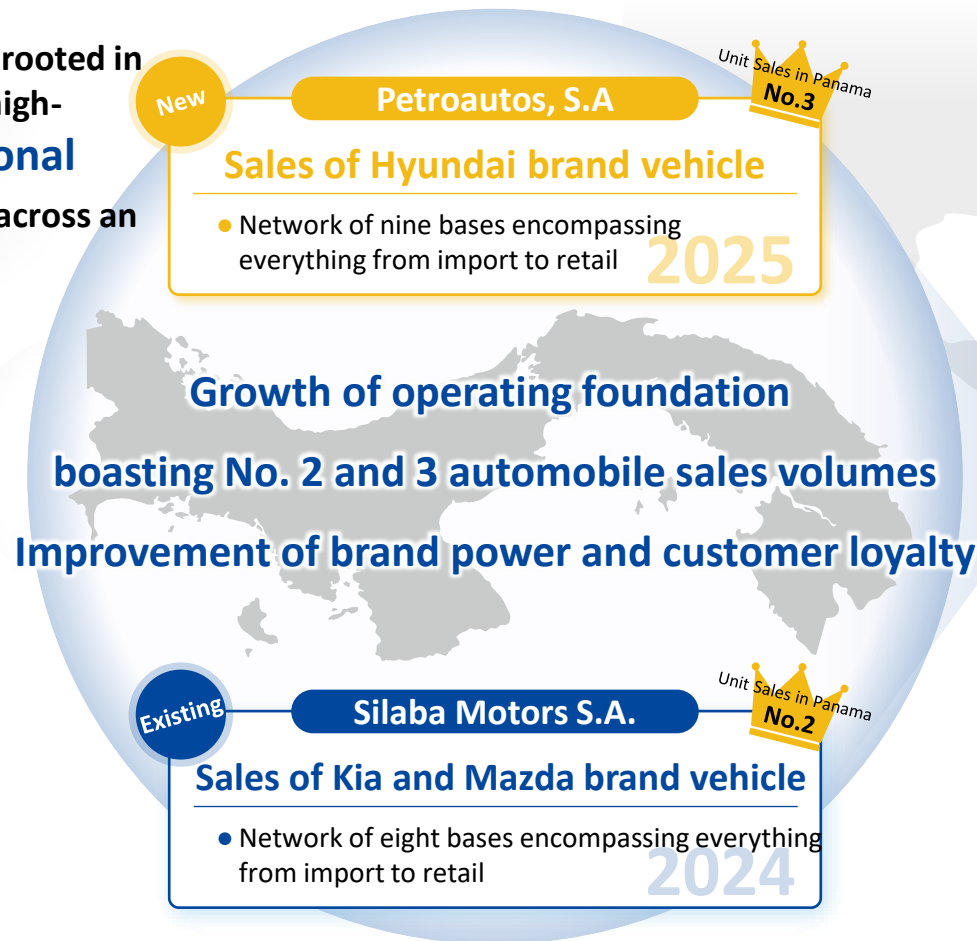 rooted in
high-
onal
across an
New
Petroautos, S.A
Unit Sales in Panama
No.3
Sales of Hyundai brand vehicle
● Network of nine bases encompassing
everything from import to retail
2025
Growth of operating foundation
boasting No. 2 and 3 automobile sales volumes
Improvement of brand power and customer loyalty
Existing
Silaba Motors S.A.
Unit Sales in Panama
No.2
Sales of Kia and Mazda brand vehicle
● Network of eight bases encompassing everything
from import to retail
2024